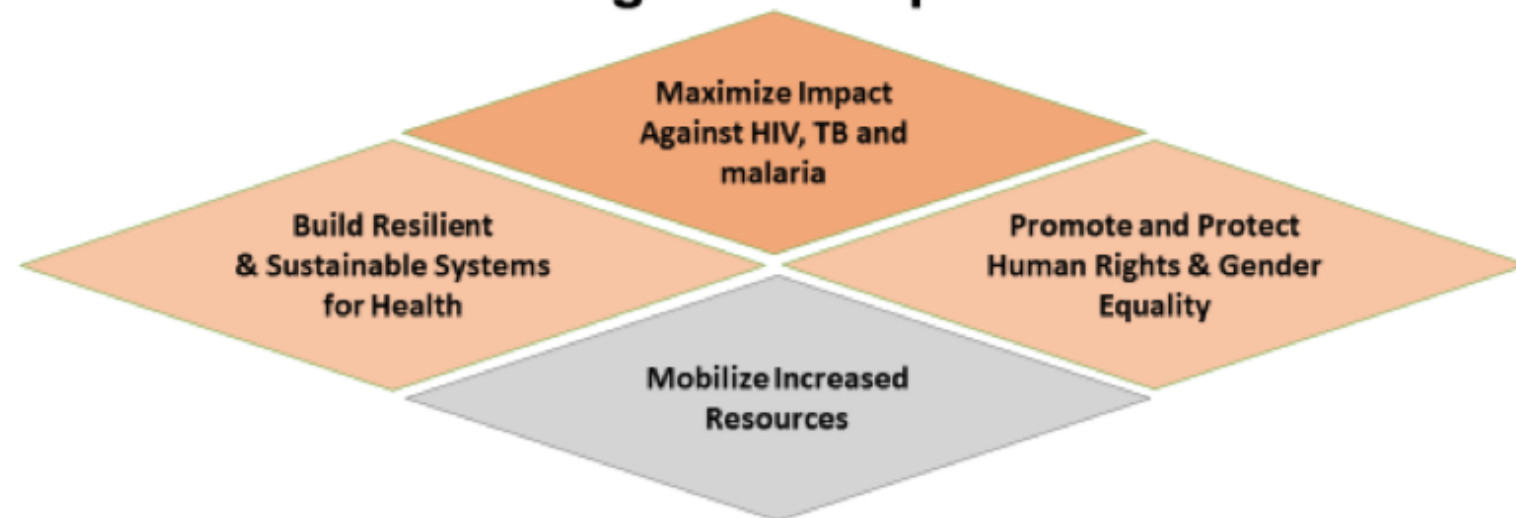 Maximize Impact
Against HIV, TB and
malaria
Build Resilient
& Sustainable Systems
for Health
Promote and Protect
Human Rights & Gender
Equality
Mobilize Increased
Resources